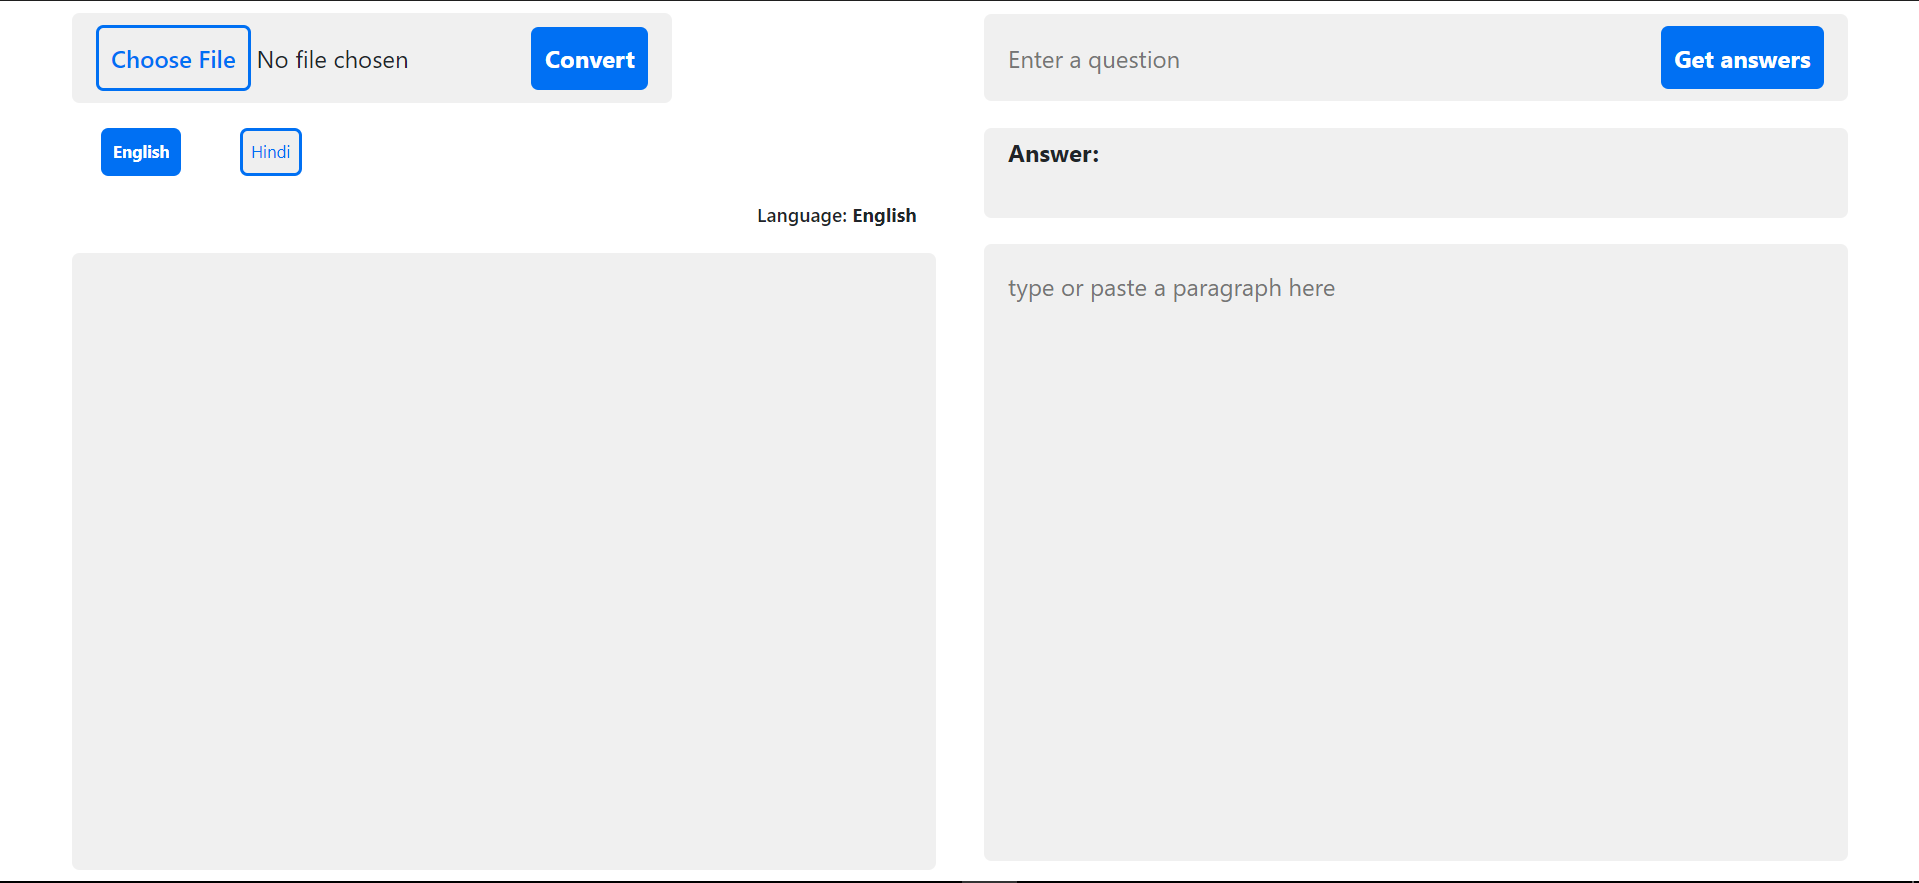 Choose File No file chosen Convert
English Hindi
Language: English
Enter a question Get answers
Answer:
type or paste a paragraph here